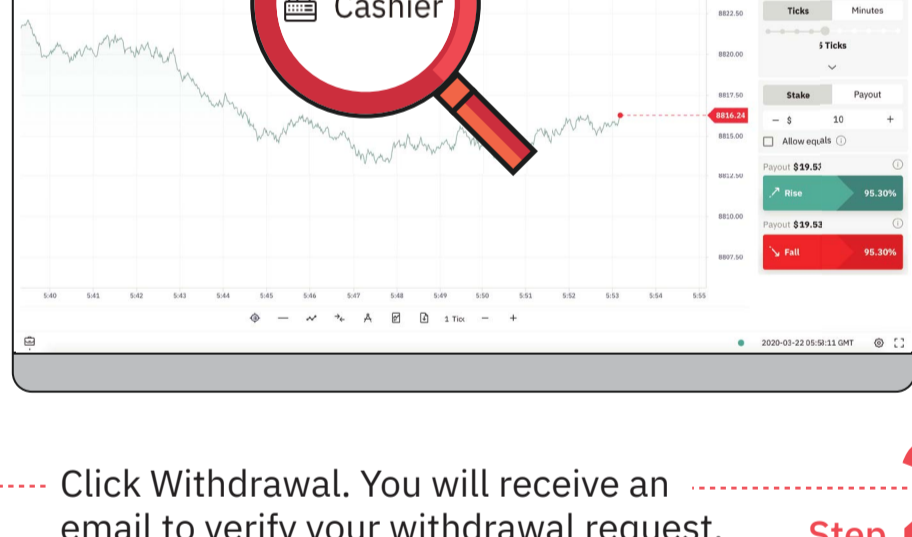 Cashier
8822.50
8820.00
8817.50
8816.24
8815.00
8812.50
8810.00
8807.50
5:40 5:41 5:42 5:43 5:44 5:45 5:46 5:47 5:48 5:49 5:50 5:51 5:52 5:53 5:54 5:55
Ticks Minutes
5 Ticks
Stake Payout
− $ 10 +
Allow equals
Payout $19.53
Rise 95.30%
Payout $19.53
Fall 95.30%
1 Tic
2020-03-22 05:53:11 GMT
Click Withdrawal. You will receive an
email to verify your withdrawal request.
Step